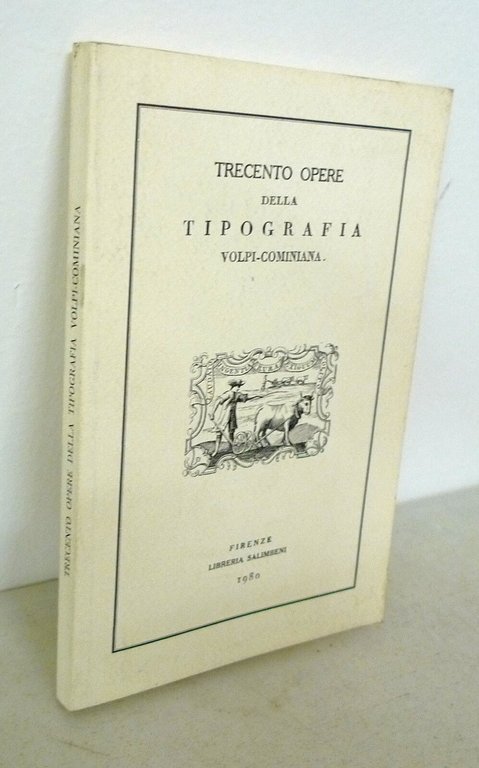 TRECENTO OPERE DELLA TIPOGRAFIA VOLPI-COMINIANA
TRECENTO OPERE
DELLA
TIPOGRAFIA
VOLPI-COMINIANA
FIRENZE
LIBRERIA SALIMBENI
1980